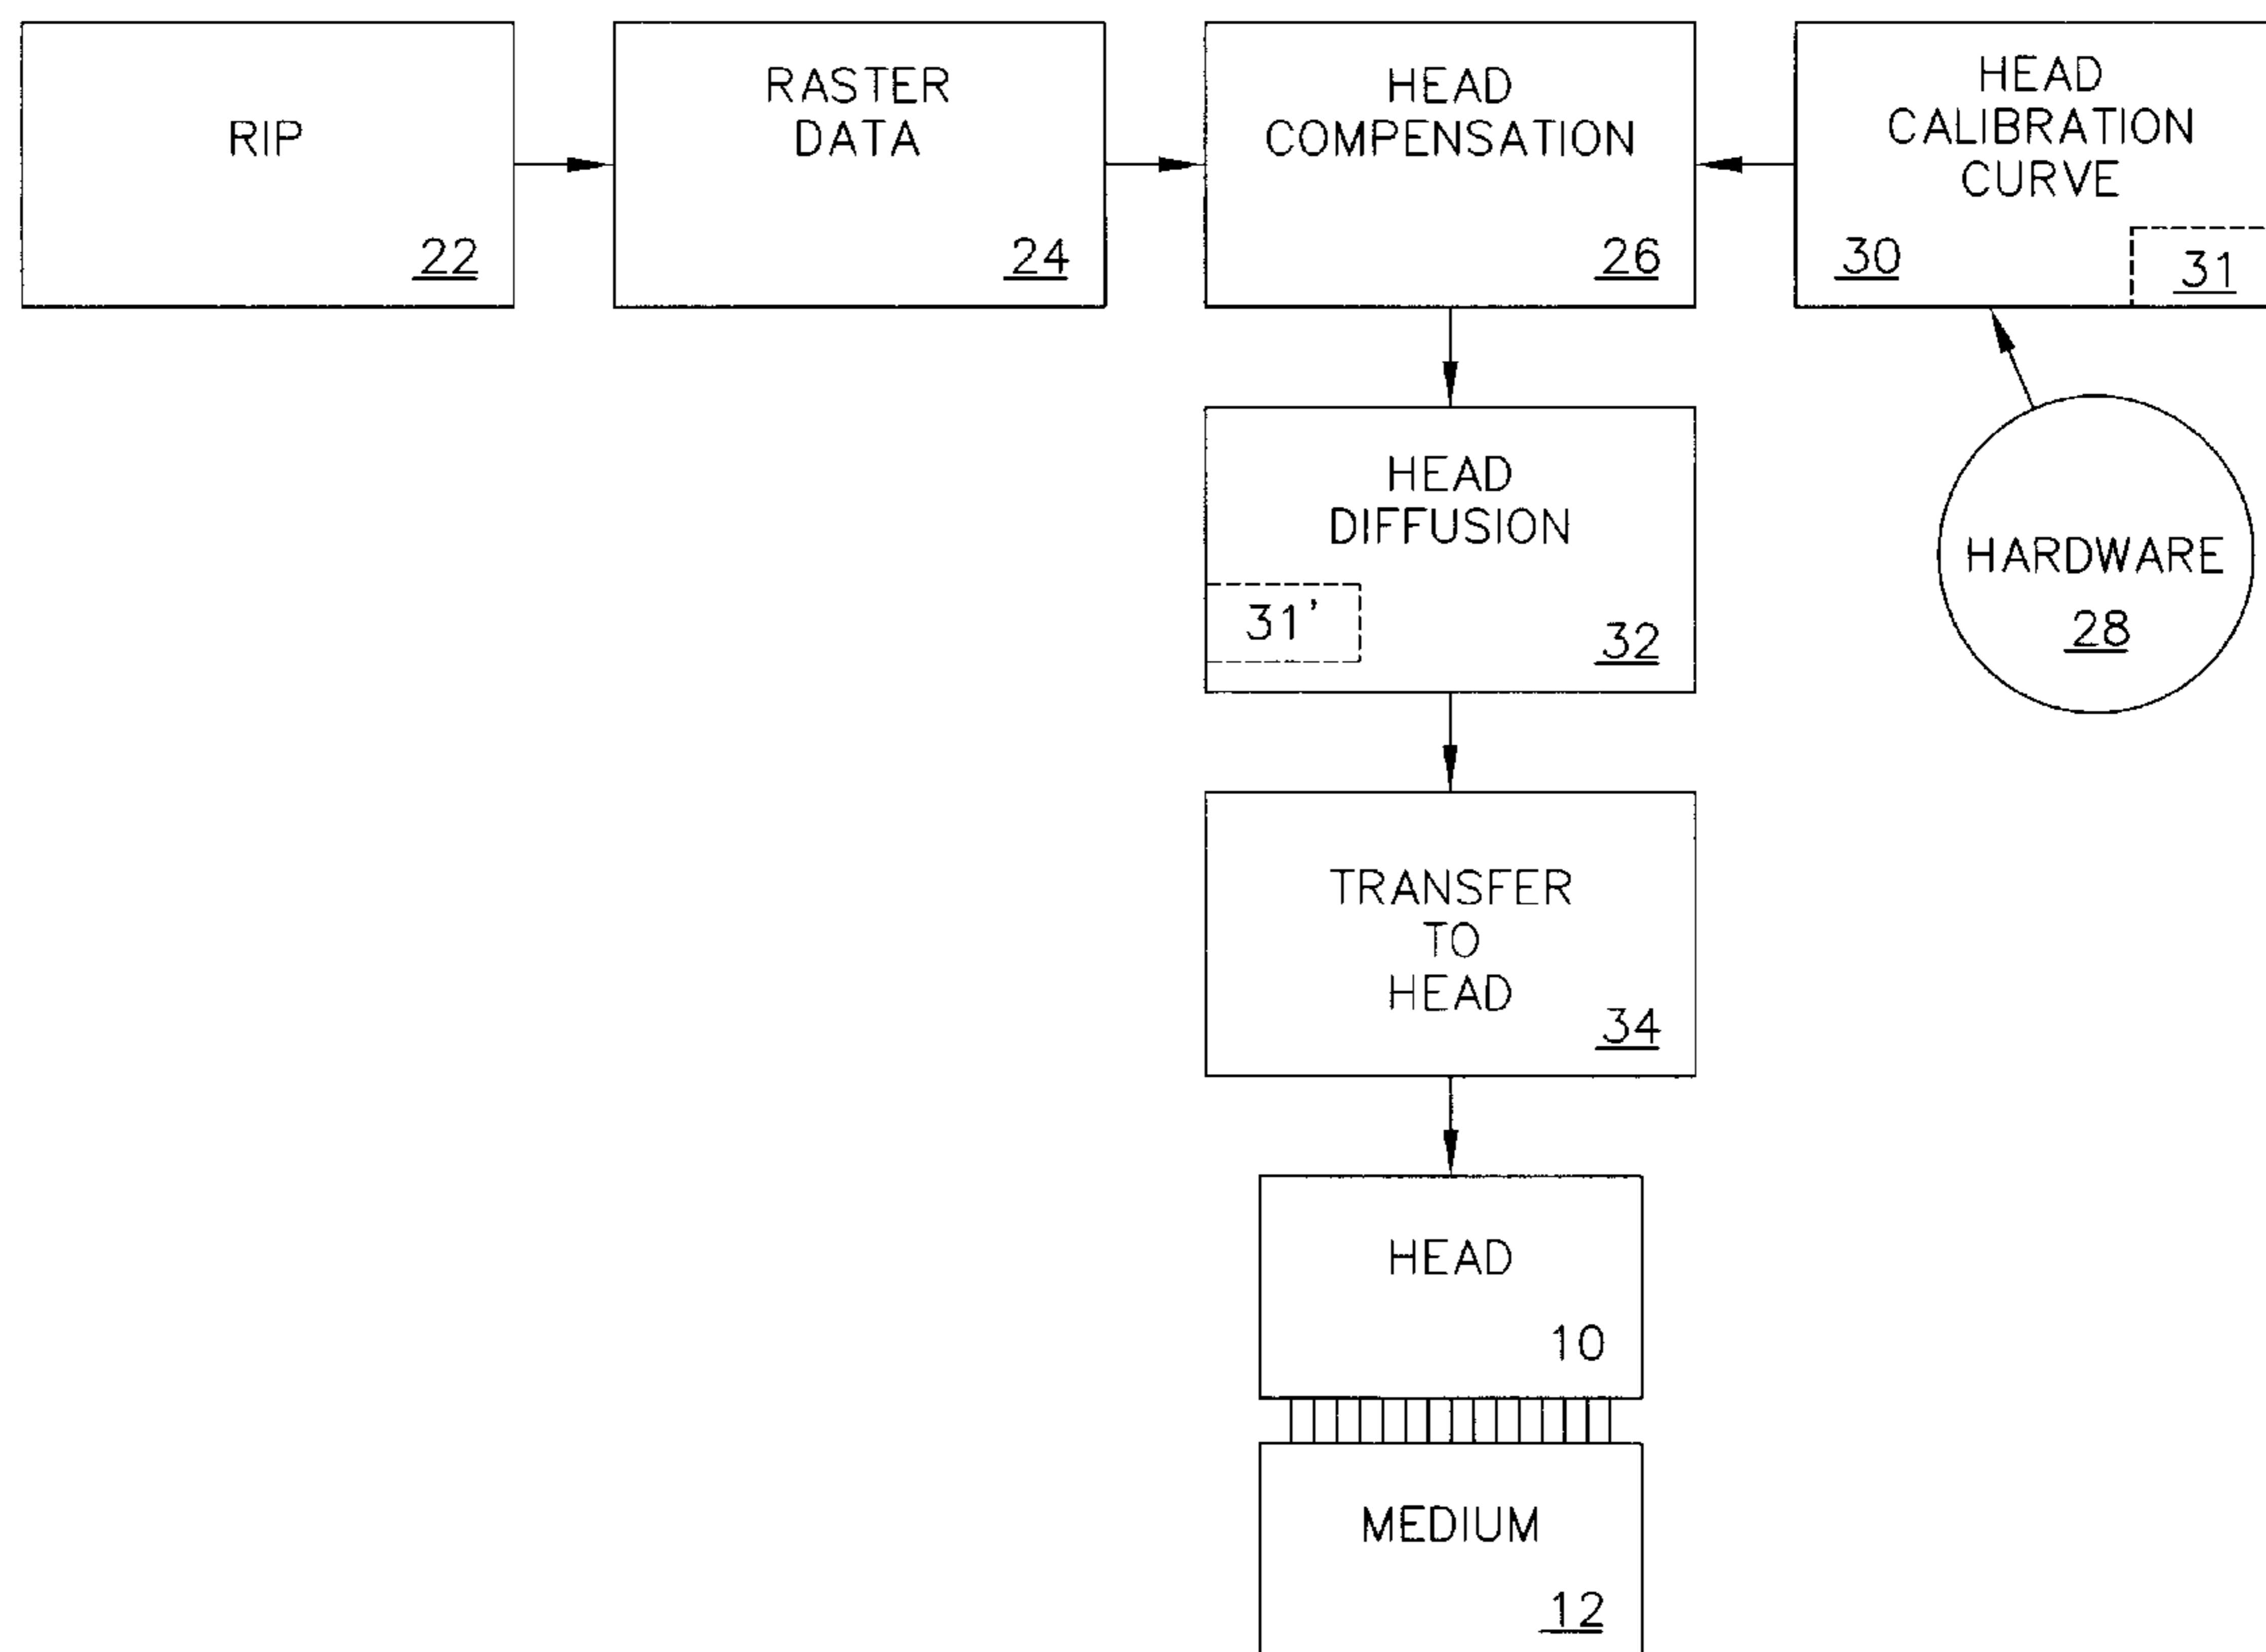 RIP
22
RASTER
DATA
24
HEAD
COMPENSATION
26
HEAD
CALIBRATION
CURVE
30
31
HEAD
DIFFUSION
31'
32
HARDWARE
28
TRANSFER
TO
HEAD
34
HEAD
10
MEDIUM
12